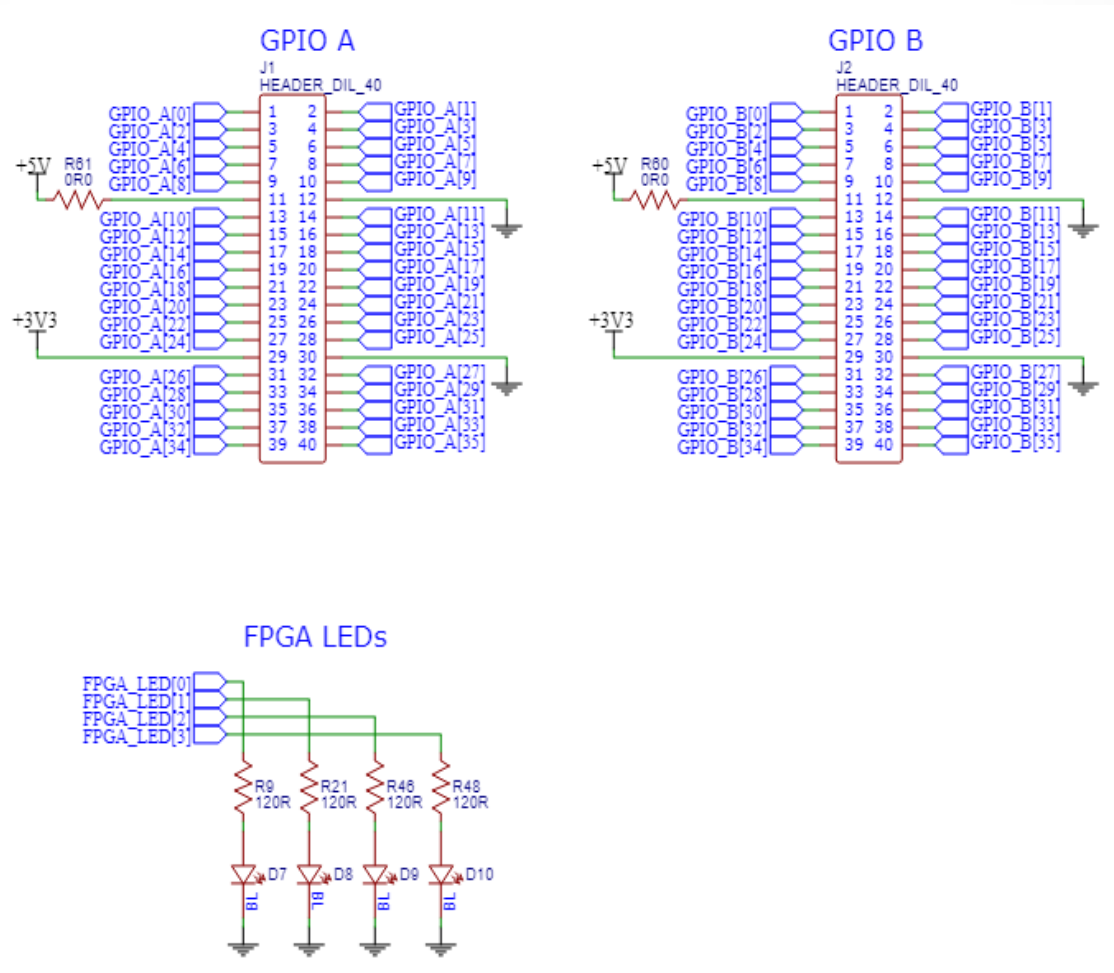 GPIO A
J1
HEADER_DIL_40
GPIO_A[0] 1 2 GPIO_A[1]
GPIO_A[2] 3 4 GPIO_A[3]
GPIO_A[4] 5 6 GPIO_A[5]
+5V R61 GPIO_A[6] 7 8 GPIO_A[7]
0R0 GPIO_A[8] 9 10 GPIO_A[9]
11 12
GPIO_A[10] 13 14 GPIO_A[11]
GPIO_A[12] 15 16 GPIO_A[13]
GPIO_A[14] 17 18 GPIO_A[15]
GPIO_A[16] 19 20 GPIO_A[17]
GPIO_A[18] 21 22 GPIO_A[19]
GPIO_A[20] 23 24 GPIO_A[21]
+3V3 GPIO_A[22] 25 26 GPIO_A[23]
GPIO_A[24] 27 28 GPIO_A[25]
29 30
GPIO_A[26] 31 32 GPIO_A[27]
GPIO_A[28] 33 34 GPIO_A[29]
GPIO_A[30] 35 36 GPIO_A[31]
GPIO_A[32] 37 38 GPIO_A[33]
GPIO_A[34] 39 40 GPIO_A[35]
GPIO B
J2
HEADER_DIL_40
GPIO_B[0] 1 2 GPIO_B[1]
GPIO_B[2] 3 4 GPIO_B[3]
GPIO_B[4] 5 6 GPIO_B[5]
+5V R60 GPIO_B[6] 7 8 GPIO_B[7]
0R0 GPIO_B[8] 9 10 GPIO_B[9]
11 12
GPIO_B[10] 13 14 GPIO_B[11]
GPIO_B[12] 15 16 GPIO_B[13]
GPIO_B[14] 17 18 GPIO_B[15]
GPIO_B[16] 19 20 GPIO_B[17]
GPIO_B[18] 21 22 GPIO_B[19]
GPIO_B[20] 23 24 GPIO_B[21]
+3V3 GPIO_B[22] 25 26 GPIO_B[23]
GPIO_B[24] 27 28 GPIO_B[25]
29 30
GPIO_B[26] 31 32 GPIO_B[27]
GPIO_B[28] 33 34 GPIO_B[29]
GPIO_B[30] 35 36 GPIO_B[31]
GPIO_B[32] 37 38 GPIO_B[33]
GPIO_B[34] 39 40 GPIO_B[35]
FPGA LEDs
FPGA_LED[0]
FPGA_LED[1]
FPGA_LED[2]
FPGA_LED[3]
R9 R21 R46 R48
120R 120R 120R 120R
D7 D8 D9 D10
BL BL BL BL